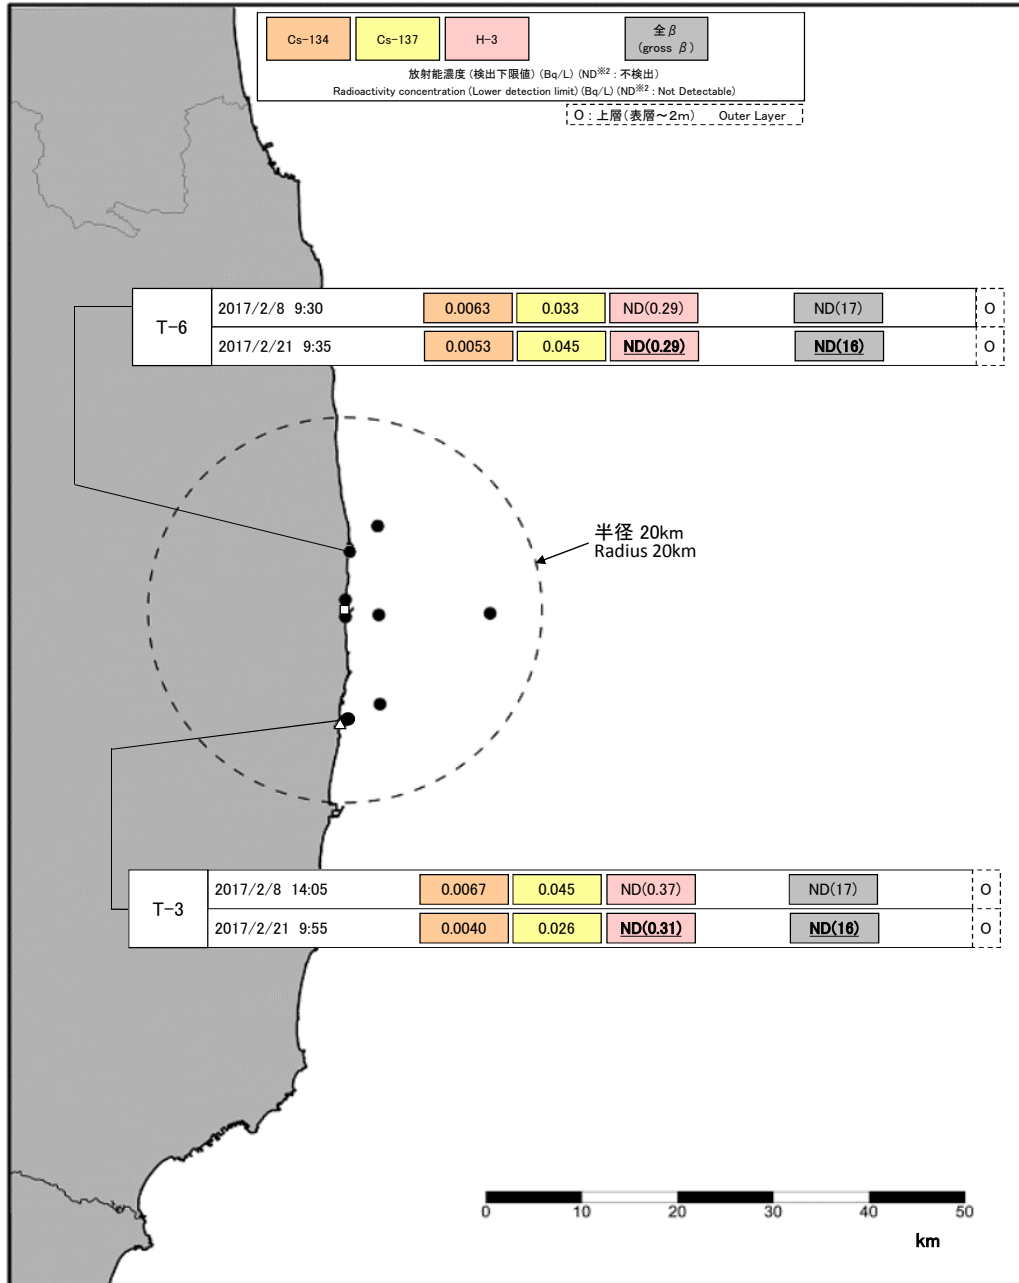 Cs-134 Cs-137 H-3 全β
(gross β)
放射能濃度 (検出下限値) (Bq/L) (ND※2 : 不検出)
Radioactivity concentration (Lower detection limit) (Bq/L) (ND※2 : Not Detectable)
O : 上層(表層～2m) Outer Layer
T-6
2017/2/8 9:30 0.0063 0.033 ND(0.29) ND(17) O
2017/2/21 9:35 0.0053 0.045 ND(0.29) ND(16) O
半径 20km
Radius 20km
T-3
2017/2/8 14:05 0.0067 0.045 ND(0.37) ND(17) O
2017/2/21 9:55 0.0040 0.026 ND(0.31) ND(16) O
0 10 20 30 40 50
km